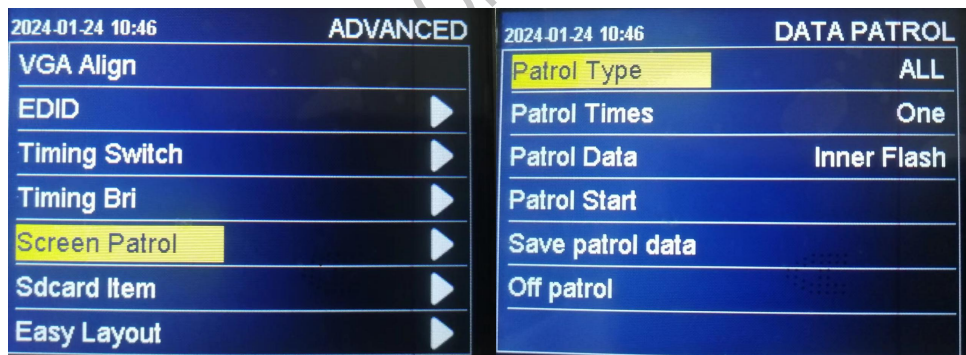 2024-01-24 10:46 ADVANCED
VGA Align
EDID
Timing Switch
Timing Bri
Screen Patrol
Sdcard Item
Easy Layout
2024-01-24 10:46 DATA PATROL
Patrol Type ALL
Patrol Times One
Patrol Data Inner Flash
Patrol Start
Save patrol data
Off patrol